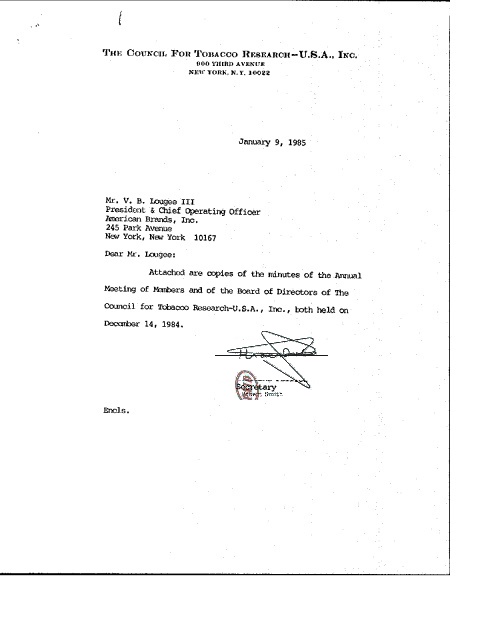 THE COUNCIL FOR TOBACCO RESEARCH-U.S.A., INC.
900 THIRD AVENUE
NEW YORK, N.Y. 10022
January 9, 1985
Mr. V. B. Lougee III
President & Chief Operating Officer
American Brands, Inc.
245 Park Avenue
New York, New York 10167
Dear Mr. Lougee:
Attached are copies of the minutes of the Annual
Meeting of Members and of the Board of Directors of The
Council for Tobacco Research-U.S.A., Inc., both held on
December 14, 1984.
Secretary
Smith
Encls.